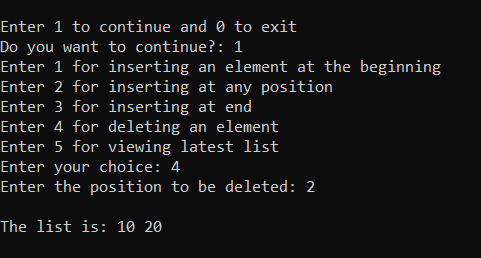 Enter 1 to continue and 0 to exit
Do you want to continue?: 1
Enter 1 for inserting an element at the beginning
Enter 2 for inserting at any position
Enter 3 for inserting at end
Enter 4 for deleting an element
Enter 5 for viewing latest list
Enter your choice: 4
Enter the position to be deleted: 2
The list is: 10 20